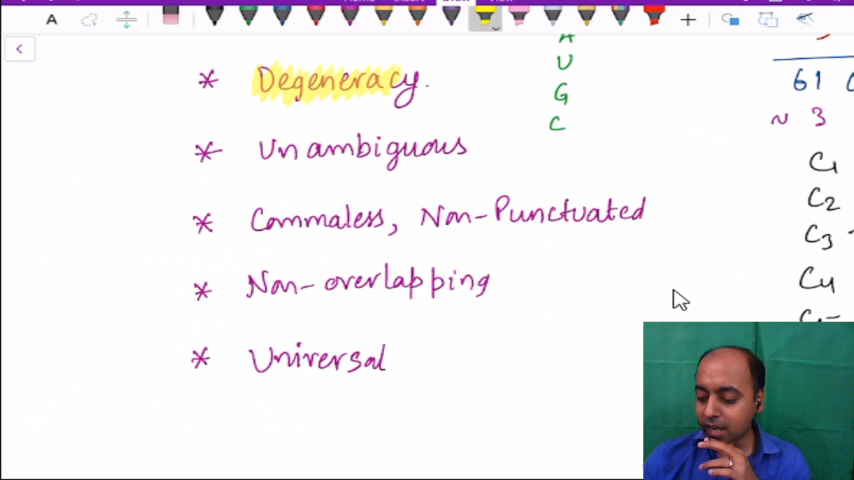 A
* Degeneracy.
U
61
G
~ 3
C
* Unambiguous
C1
C2
* Commaless, Non-Punctuated
C3
* Non-overlapping
C4
* Universal